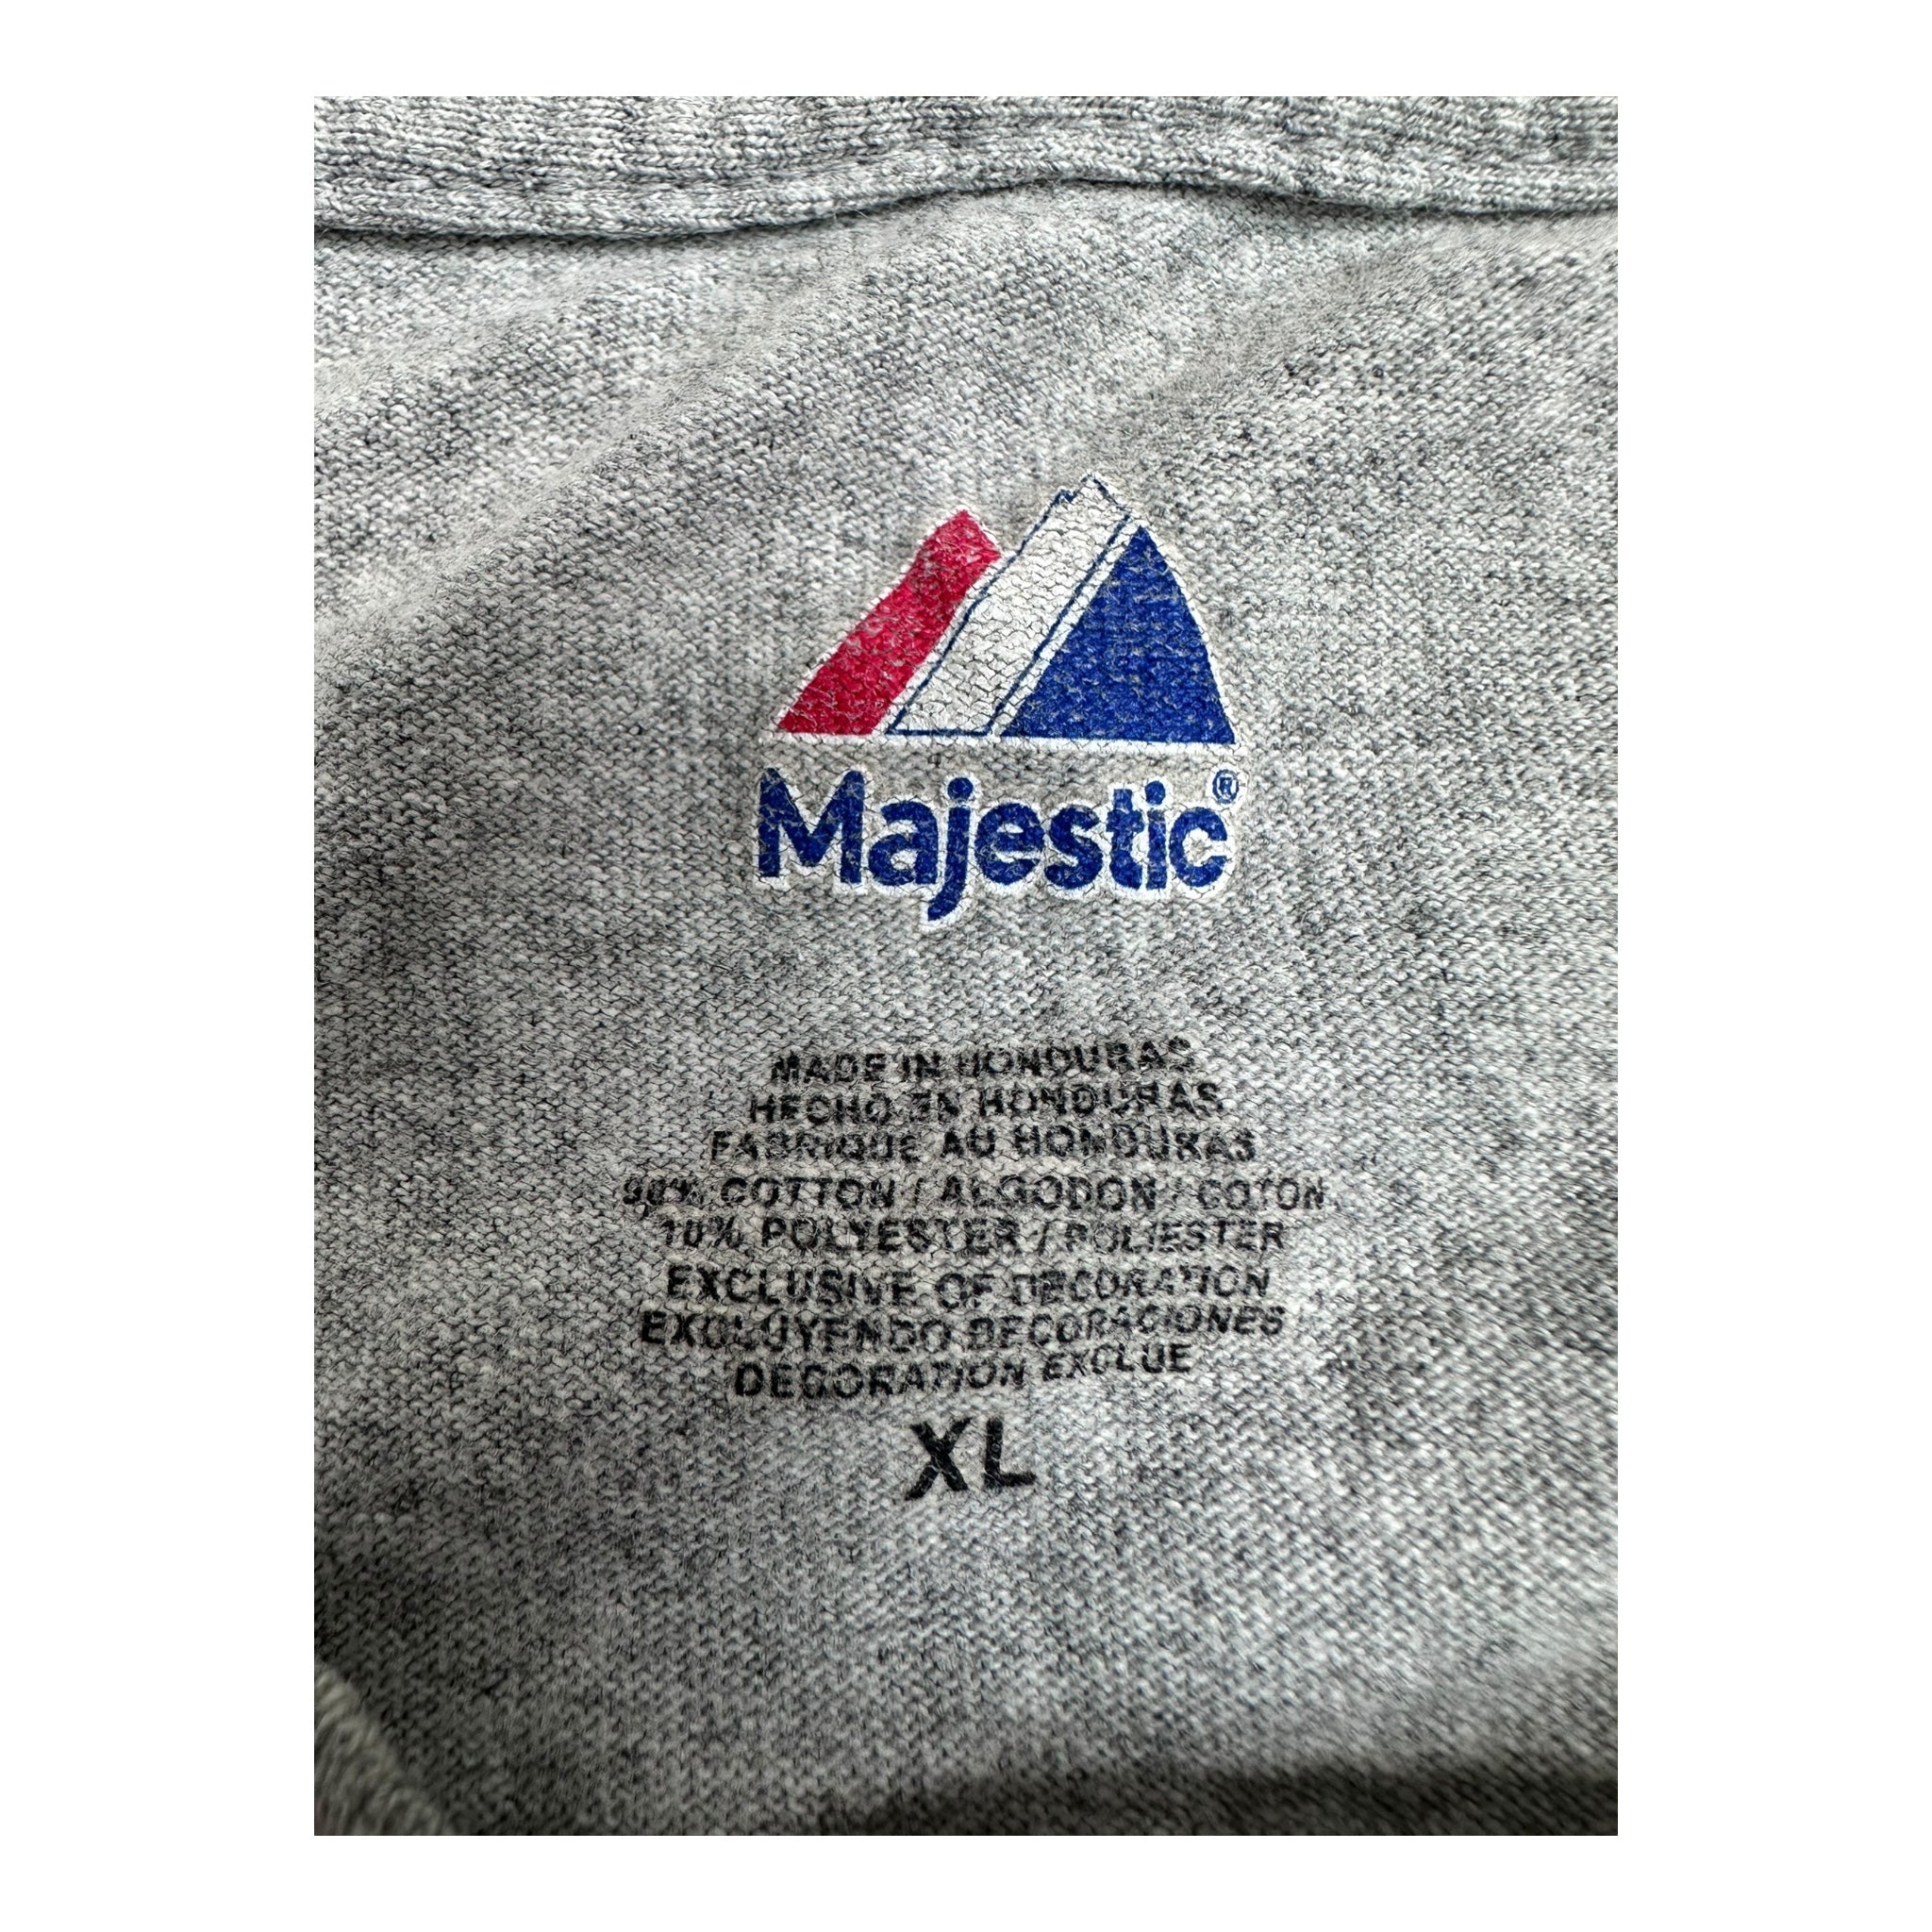 Majestic®
MADE IN HONDURAS
HECHO EN HONDURAS
FABRIQUE AU HONDURAS
90% COTTON / ALGODON / COTON
10% POLYESTER / POLIESTER
EXCLUSIVE OF DECORATION
EXCLUYENDO DECORACIONES
DECORATION EXCLUE
XL